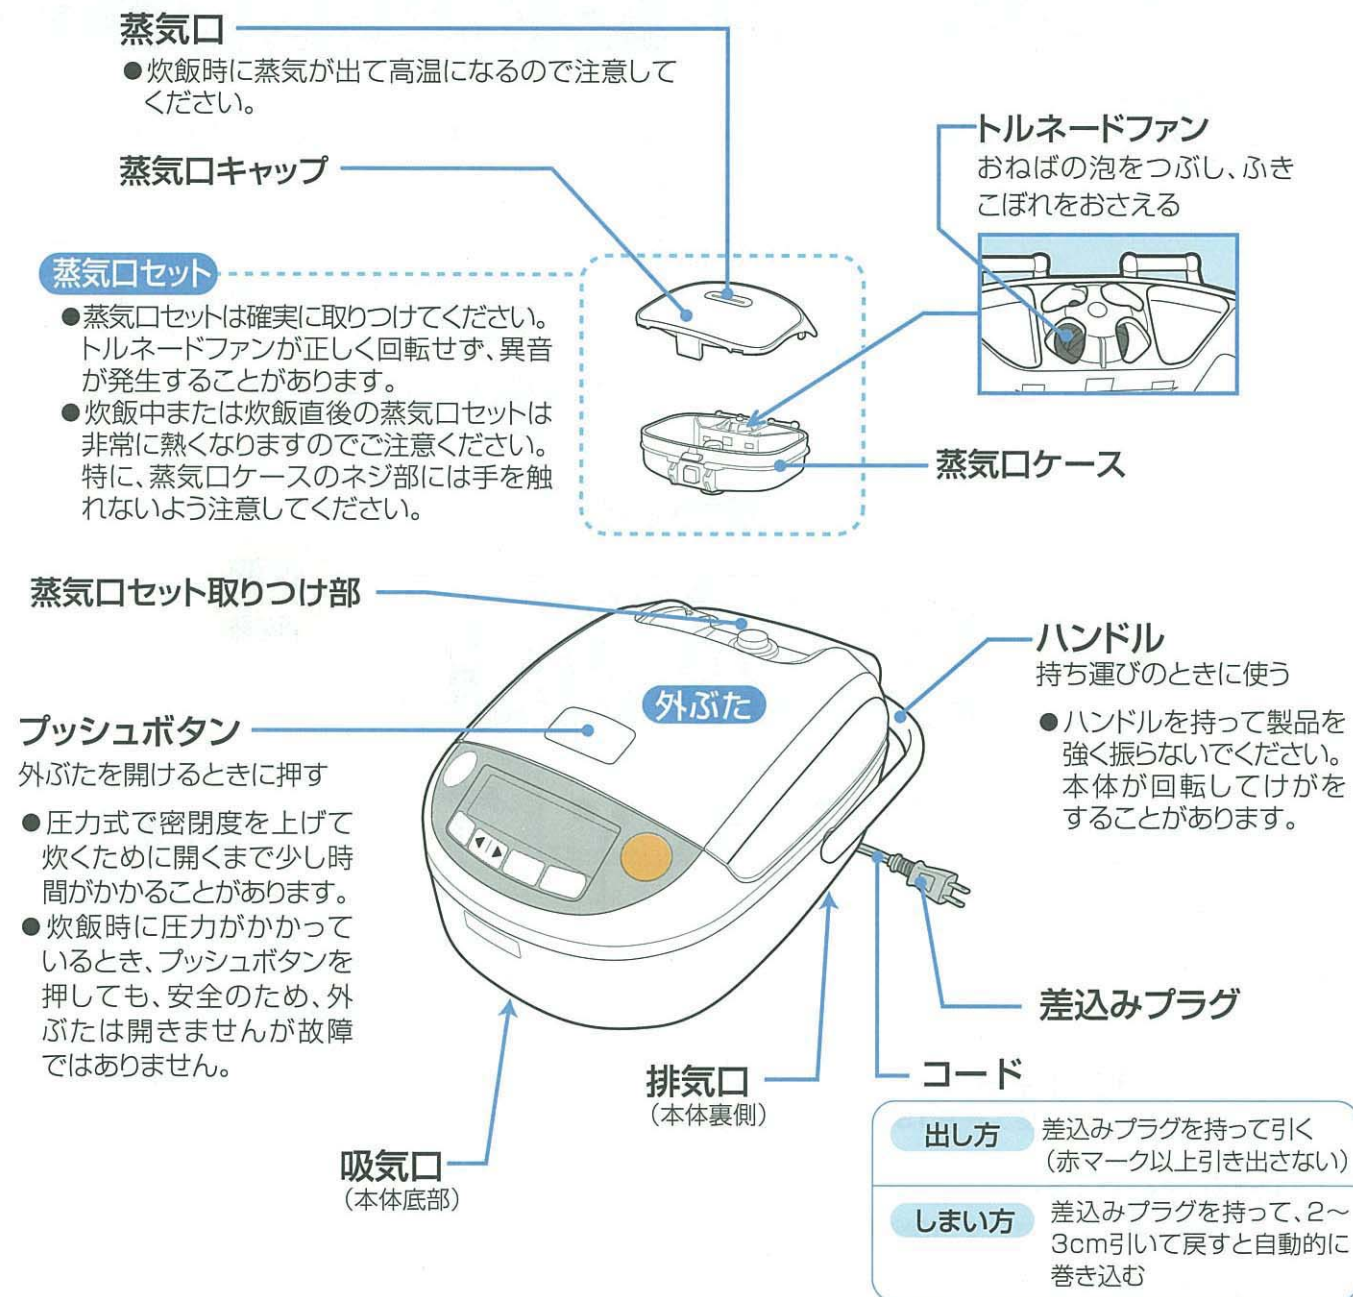 蒸気口
●炊飯時に蒸気が出て高温になるので注意して
ください。
蒸気口キャップ
トルネードファン
おねばの泡をつぶし、ふき
こぼれをおさえる
蒸気口セット
●蒸気口セットは確実に取りつけてください。
トルネードファンが正しく回転せず、異音
が発生することがあります。
●炊飯中または炊飯直後の蒸気口セットは
非常に熱くなりますのでご注意ください。
特に、蒸気口ケースのネジ部には手を触
れないよう注意してください。
蒸気口ケース
蒸気口セット取りつけ部
外ぶた
ハンドル
持ち運びのときに使う
●ハンドルを持って製品を
強く振らないでください。
本体が回転してけがを
することがあります。
プッシュボタン
外ぶたを開けるときに押す
●圧力式で密閉度を上げて
炊くために開くまで少し時
間がかかることがあります。
●炊飯時に圧力がかかって
いるとき、プッシュボタンを
押しても、安全のため、外
ぶたは開きませんが故障
ではありません。
差込みプラグ
コード
排気口
(本体裏側)
吸気口
(本体底部)
出し方
差込みプラグを持って引く
(赤マーク以上引き出さない)
しまい方
差込みプラグを持って、2～
3cm引いて戻すと自動的に
巻き込む